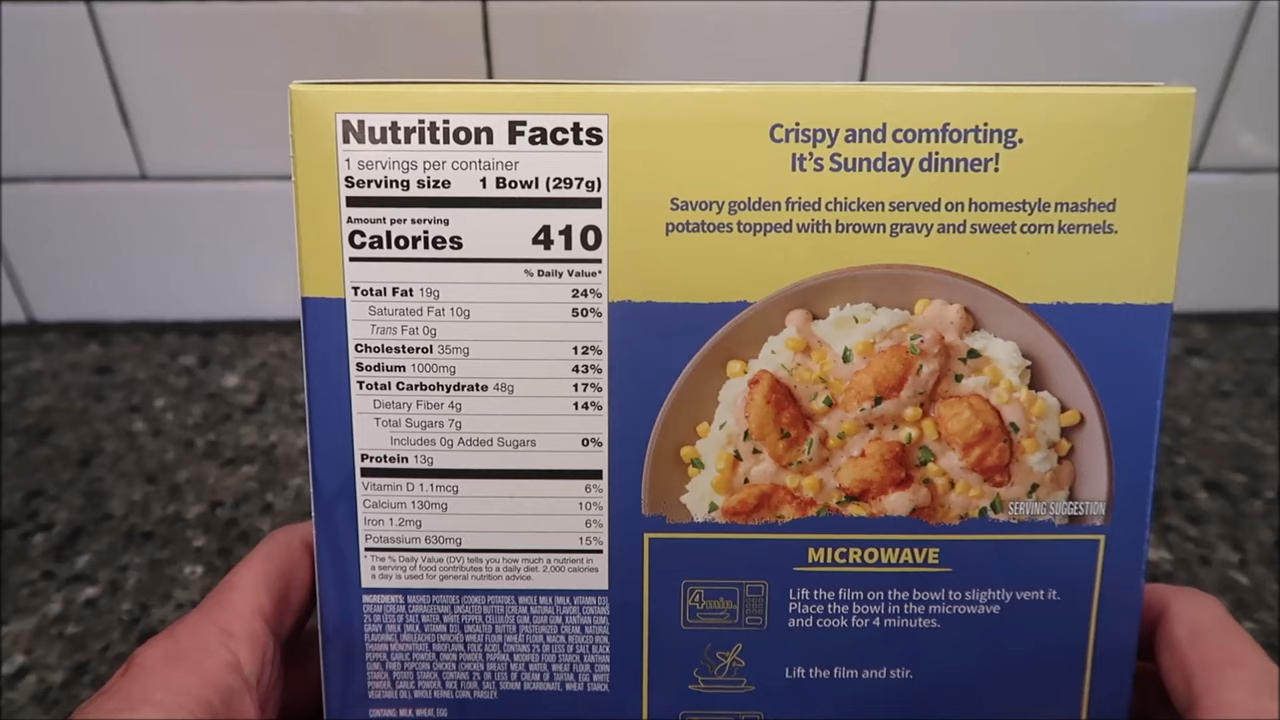 Nutrition Facts
1 servings per container
Serving size 1 Bowl (297g)
Amount per serving
Calories 410
% Daily Value*
Total Fat 19g 24%
Saturated Fat 10g 50%
Trans Fat 0g
Cholesterol 35mg 12%
Sodium 1000mg 43%
Total Carbohydrate 48g 17%
Dietary Fiber 4g 14%
Total Sugars 7g
Includes 0g Added Sugars 0%
Protein 13g
Vitamin D 1.1mcg 6%
Calcium 130mg 10%
Iron 1.2mg 6%
Potassium 630mg 15%
* The % Daily Value (DV) tells you how much a nutrient in
a serving of food contributes to a daily diet. 2,000 calories
a day is used for general nutrition advice.
INGREDIENTS: MASHED POTATOES (COOKED POTATOES, WHOLE MILK [MILK, VITAMIN D3],
CREAM [CREAM, CARRAGEENAN], UNSALTED BUTTER [CREAM, NATURAL FLAVOR], CONTAINS
2% OR LESS OF SALT, WATER, WHITE PEPPER, CELLULOSE GUM, GUAR GUM, XANTHAN GUM),
GRAVY (MILK [MILK, VITAMIN D3], UNSALTED BUTTER [PASTEURIZED CREAM, NATURAL
FLAVORING], UNBLEACHED ENRICHED WHEAT FLOUR [WHEAT FLOUR, NIACIN, REDUCED IRON,
THIAMIN MONONITRATE, RIBOFLAVIN, FOLIC ACID], CONTAINS 2% OR LESS OF SALT, BLACK
PEPPER, GARLIC POWDER, ONION POWDER, PAPRIKA, MODIFIED FOOD STARCH, XANTHAN
GUM), FRIED POPCORN CHICKEN (CHICKEN BREAST MEAT, WATER, WHEAT FLOUR, CORN
STARCH, POTATO STARCH, CONTAINS 2% OR LESS OF CREAM OF TARTAR, EGG WHITE
POWDER, GARLIC POWDER, RICE FLOUR, SALT, SODIUM BICARBONATE, WHEAT STARCH,
VEGETABLE OIL), WHOLE KERNEL CORN, PARSLEY.
CONTAINS: MILK, WHEAT, EGG
Crispy and comforting.
It's Sunday dinner!
Savory golden fried chicken served on homestyle mashed
potatoes topped with brown gravy and sweet corn kernels.
SERVING SUGGESTION
MICROWAVE
4 min.
Lift the film on the bowl to slightly vent it.
Place the bowl in the microwave
and cook for 4 minutes.
Lift the film and stir.